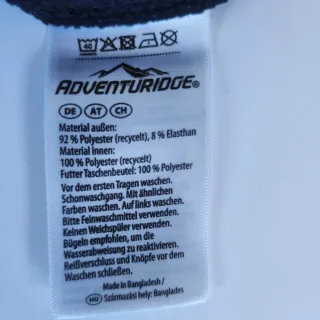 40
ADVENTURIDGE®
DE AT CH
Material außen:
92 % Polyester (recycelt), 8 % Elasthan
Material innen:
100 % Polyester (recycelt)
Futter Taschenbeutel: 100 % Polyester
Vor dem ersten Tragen waschen.
Schonwaschgang. Mit ähnlichen
Farben waschen. Auf links waschen.
Bitte Feinwaschmittel verwenden.
Keinen Weichspüler verwenden.
Bügeln empfohlen, um die
Wasserabweisung zu reaktivieren.
Reißverschluss und Knöpfe vor dem
Waschen schließen.
Made in Bangladesh /
HU Származási hely: Banglades